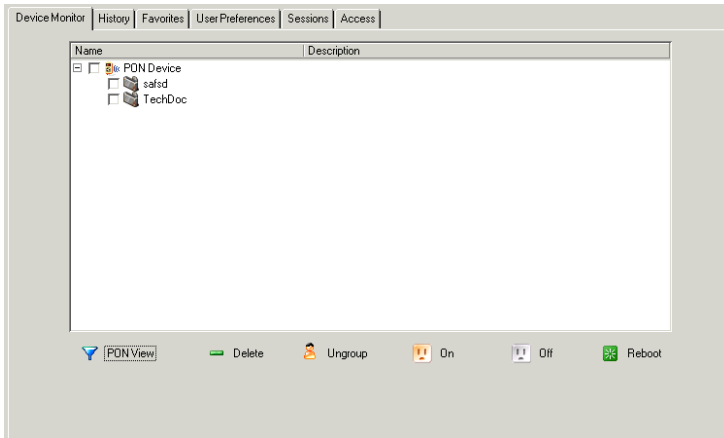 Device Monitor History Favorites User Preferences Sessions Access
Name Description
PON Device
safsd
TechDoc
PON View Delete Ungroup On Off Reboot